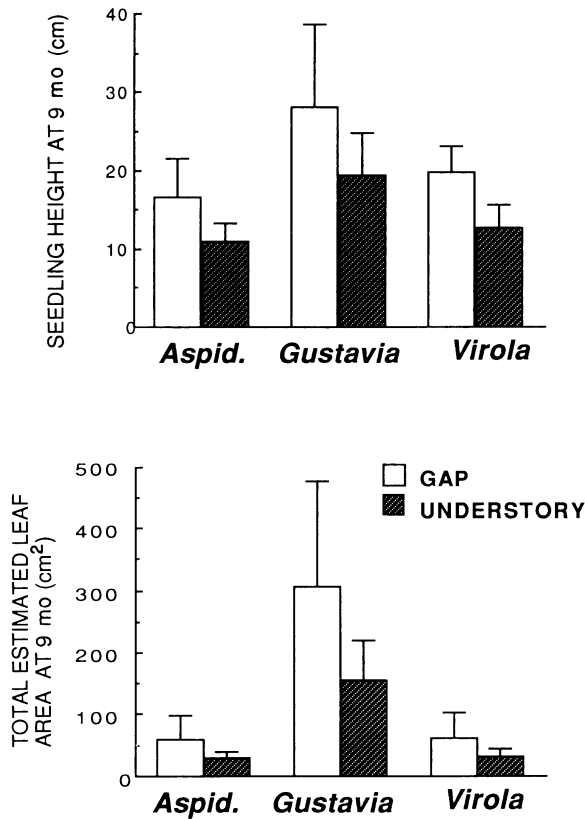 SEEDLING HEIGHT AT 9 mo (cm)
40
30
20
10
0
Aspid. Gustavia Virola
TOTAL ESTIMATED LEAF
AREA AT 9 mo (cm²)
500
400
300
200
100
0
GAP
UNDERSTORY
Aspid. Gustavia Virola